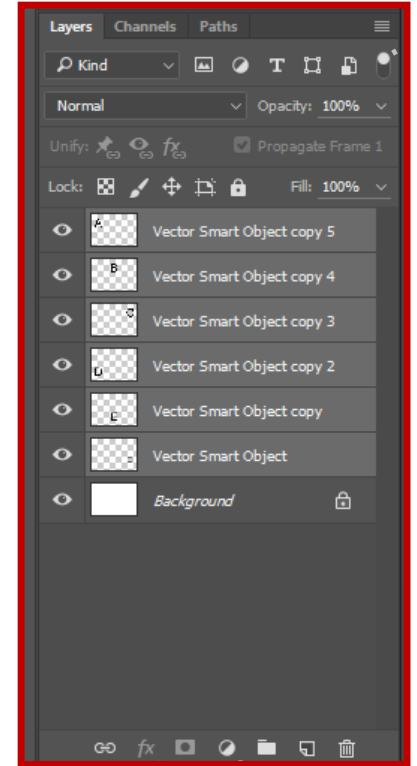 Layers Channels Paths
Kind
Normal Opacity: 100%
Unify: Propagate Frame 1
Lock: Fill: 100%
A Vector Smart Object copy 5
B Vector Smart Object copy 4
C Vector Smart Object copy 3
D Vector Smart Object copy 2
E Vector Smart Object copy
Vector Smart Object
Background
fx